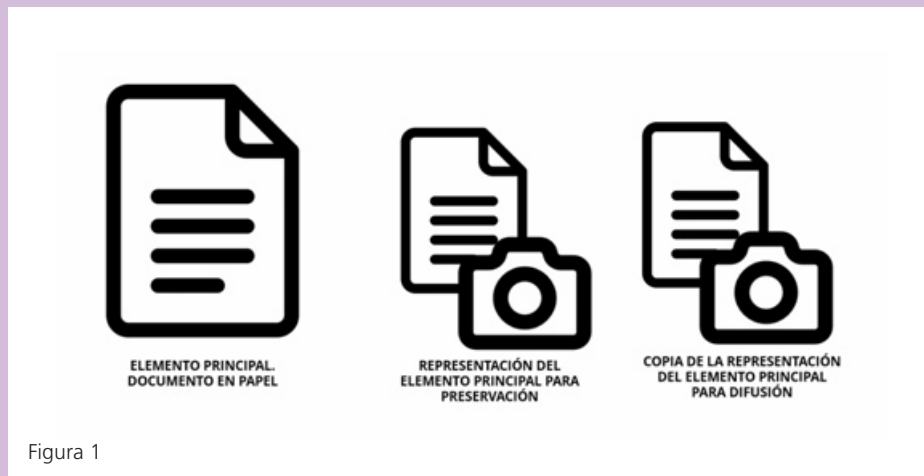 ELEMENTO PRINCIPAL.
DOCUMENTO EN PAPEL
REPRESENTACIÓN DEL
ELEMENTO PRINCIPAL PARA
PRESERVACIÓN
COPIA DE LA REPRESENTACIÓN
DEL ELEMENTO PRINCIPAL
PARA DIFUSIÓN
Figura 1